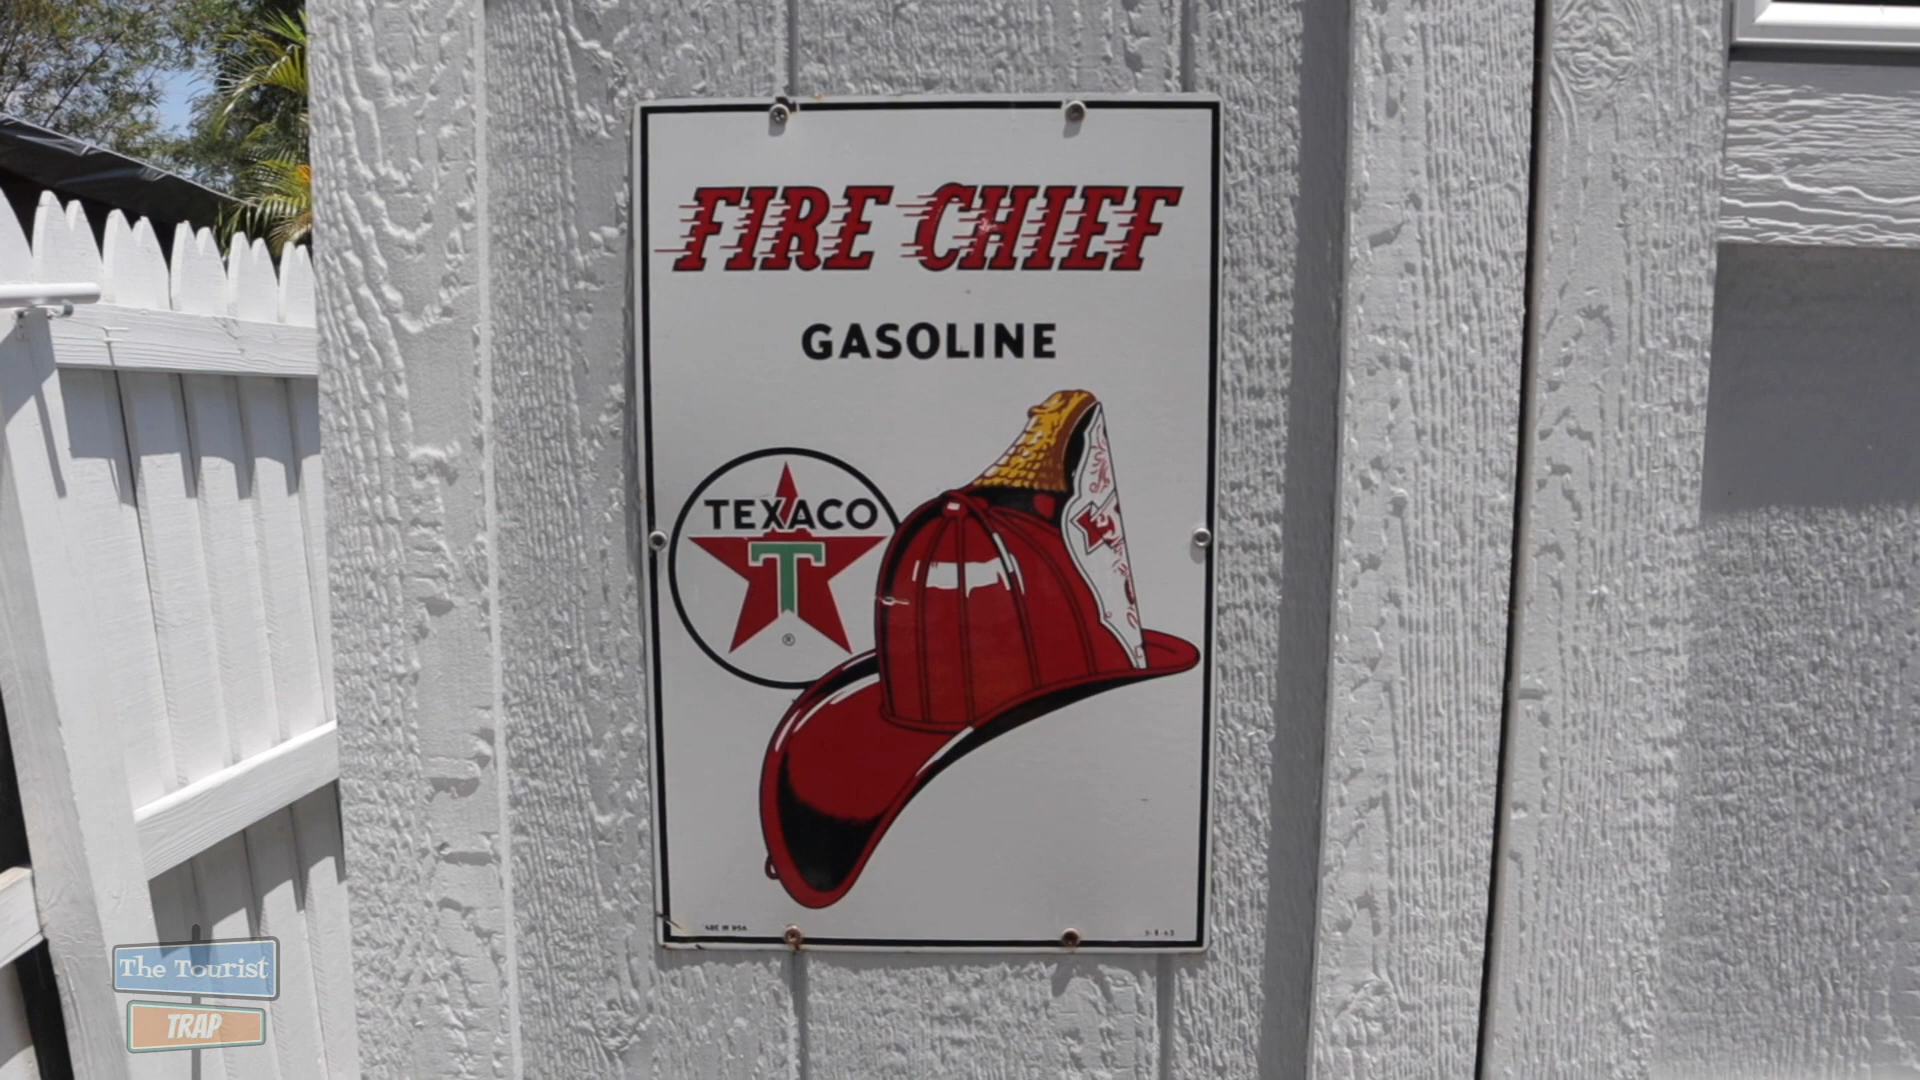 FIRE CHIEF
GASOLINE
TEXACO
T
®
The Tourist
TRAP